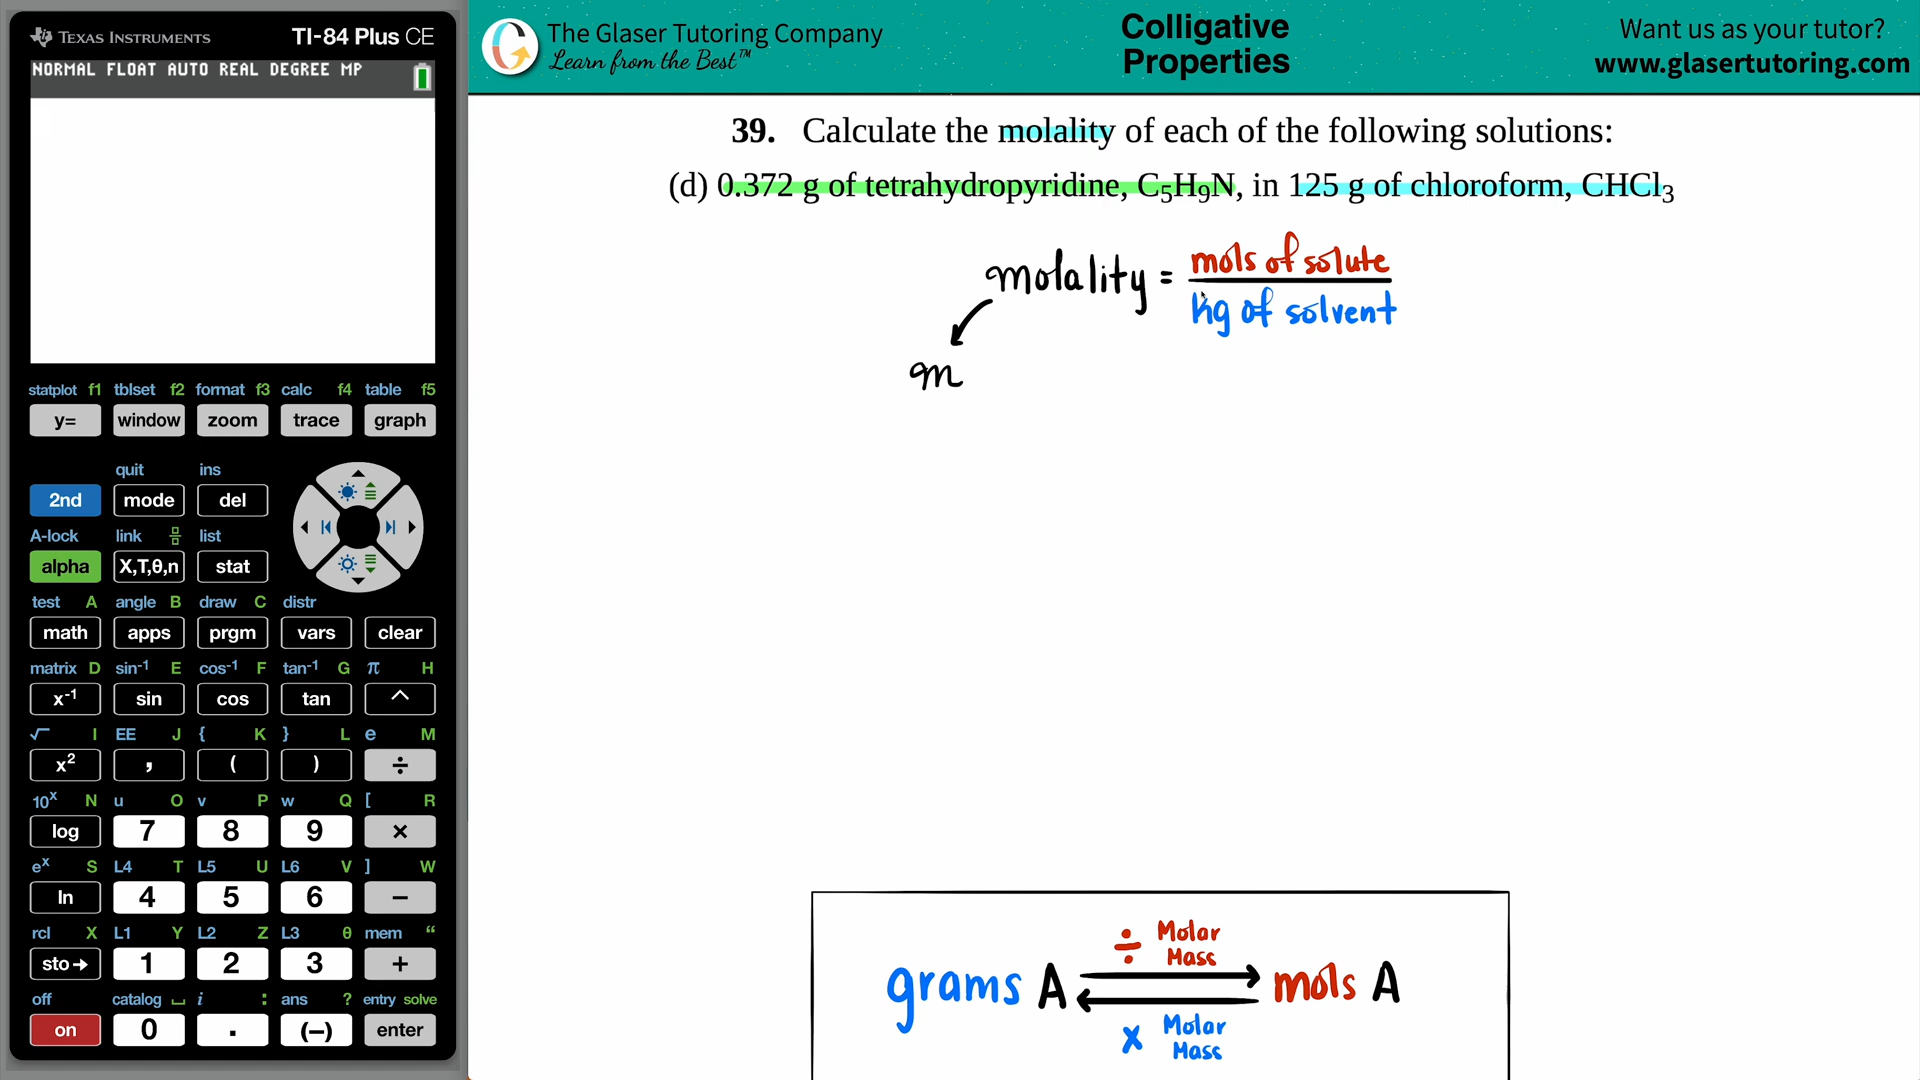 TEXAS INSTRUMENTS TI-84 Plus CE
NORMAL FLOAT AUTO REAL DEGREE MP
statplot f1 tblset f2 format f3 calc f4 table f5
y= window zoom trace graph
quit ins
2nd mode del
A-lock link list
alpha X,T,θ,n stat
test A angle B draw C distr
math apps prgm vars clear
matrix D sin⁻¹ E cos⁻¹ F tan⁻¹ G π H
x⁻¹ sin cos tan ^
√ I EE J { K } L e M
x² , ( ) ÷
10ˣ N u O v P w Q [ R
log 7 8 9 ×
eˣ S L4 T L5 U L6 V ] W
ln 4 5 6 −
rcl X L1 Y L2 Z L3 θ mem “
sto→ 1 2 3 +
off catalog ⎵ i : ans ? entry solve
on 0 . (−) enter
The Glaser Tutoring Company
Learn from the Best™
Colligative
Properties
Want us as your tutor?
www.glasertutoring.com
39. Calculate the molality of each of the following solutions:
(d) 0.372 g of tetrahydropyridine, C₅H₉N, in 125 g of chloroform, CHCl₃
molality = mols of solute
kg of solvent
m
÷ Molar
Mass
grams A mols A
x Molar
Mass